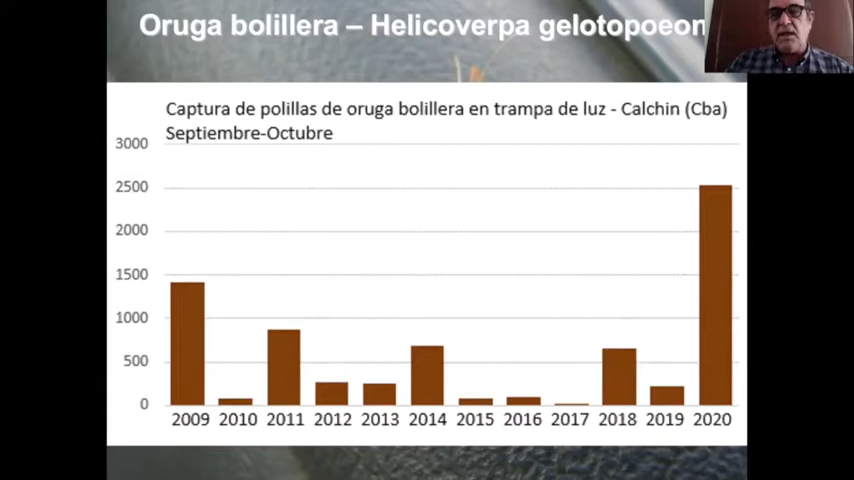 Oruga bolillera – Helicoverpa gelotopoeon
Captura de polillas de oruga bolillera en trampa de luz - Calchin (Cba)
Septiembre-Octubre
3000
2500
2000
1500
1000
500
0
2009 2010 2011 2012 2013 2014 2015 2016 2017 2018 2019 2020